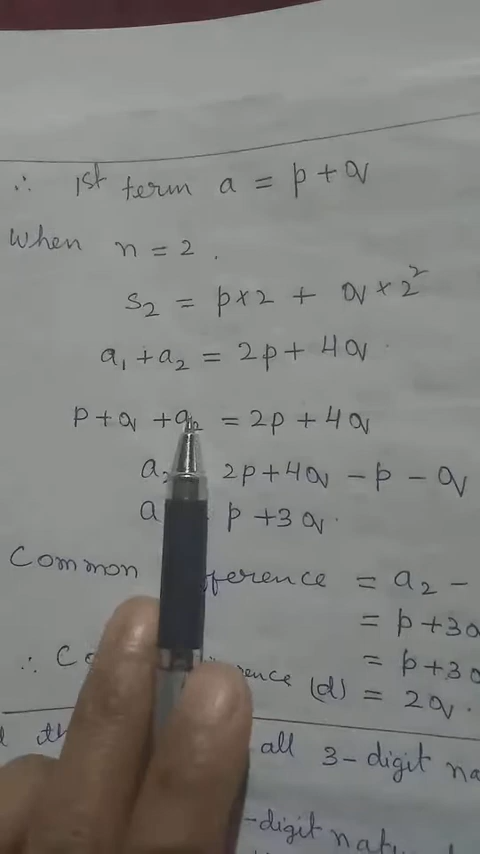 ∴ 1st term a = p + q
When n = 2 .
S₂ = p×2 + q×2²
a₁ + a₂ = 2p + 4q
p + q + a₂ = 2p + 4q
a₂ 2p + 4q - p - q
a p + 3q .
Common = a₂ -
= p + 3q
= p + 3q
∴ (d) = 2q .
all 3-digit
-digit